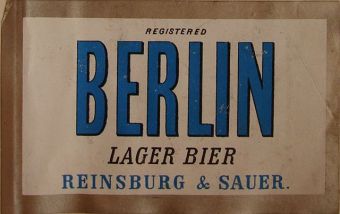 REGISTERED
BERLIN
LAGER BIER
REINSBURG & SAUER.